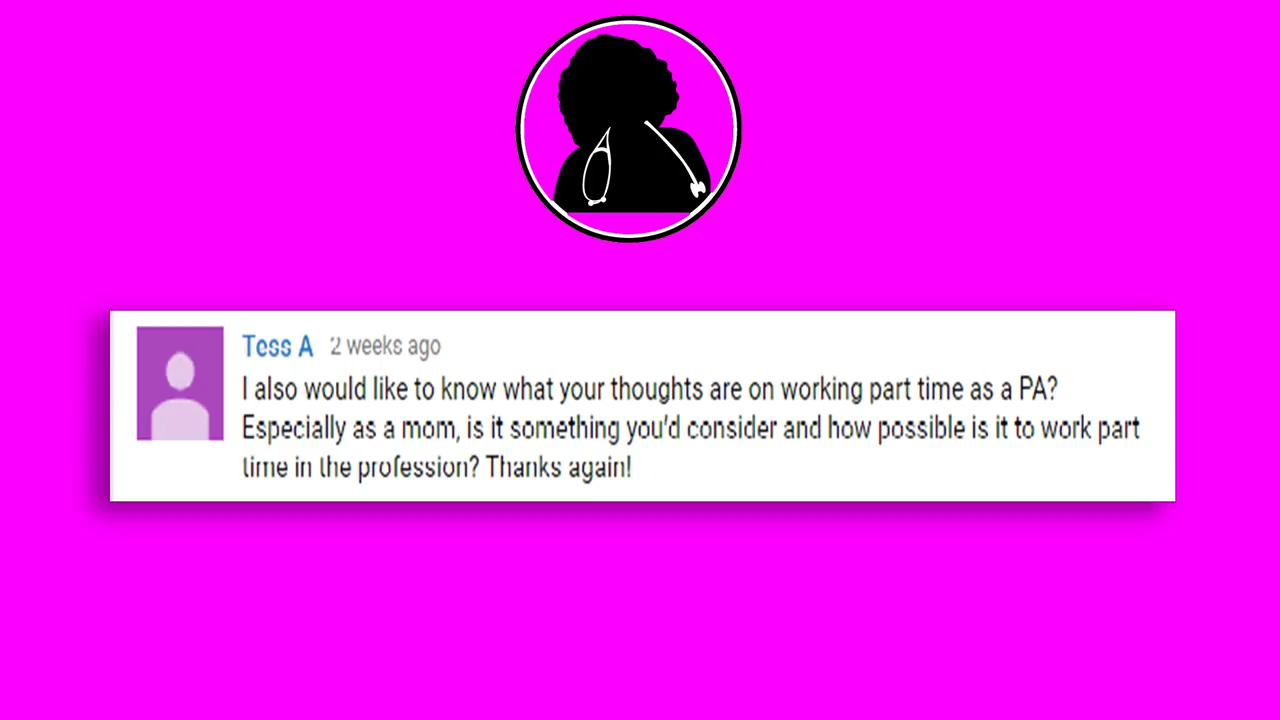 Tess A 2 weeks ago
I also would like to know what your thoughts are on working part time as a PA?
Especially as a mom, is it something you'd consider and how possible is it to work part
time in the profession? Thanks again!